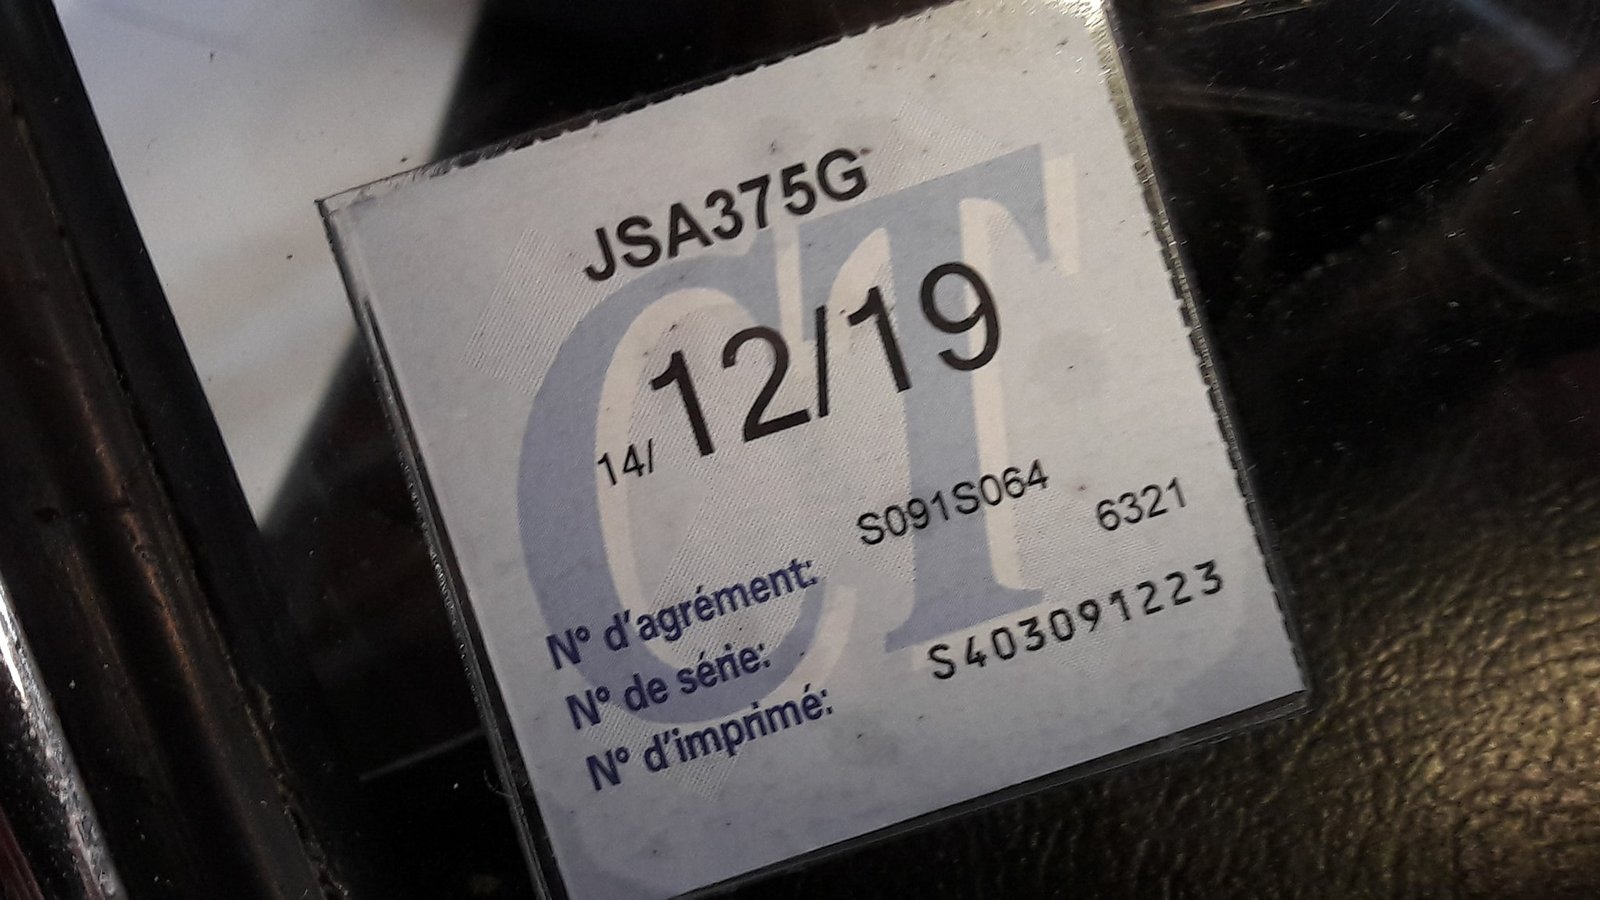 JSA375G
14/12/19
N° d'agrément: S091S064
N° de série: 6321
N° d'imprimé: S403091223
CT